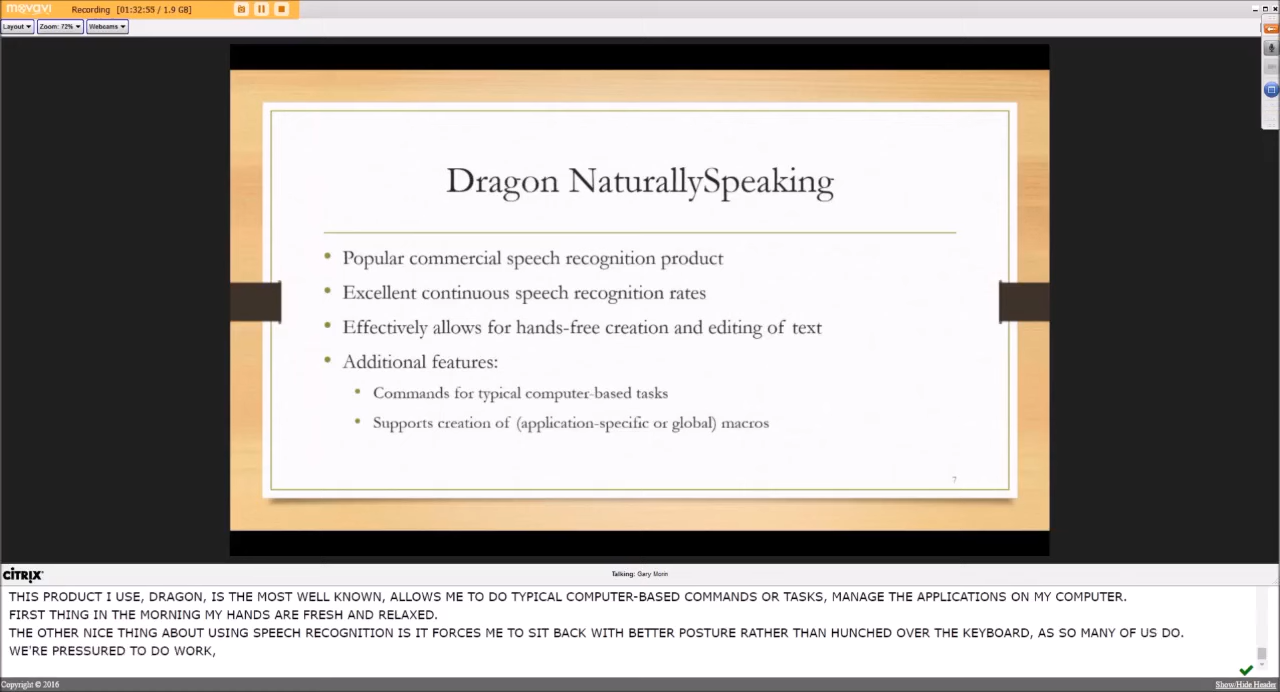 movavi Recording [01:32:55 / 1.9 GB]
Layout Zoom: 72% Webcams
Dragon NaturallySpeaking
• Popular commercial speech recognition product
• Excellent continuous speech recognition rates
• Effectively allows for hands-free creation and editing of text
• Additional features:
• Commands for typical computer-based tasks
• Supports creation of (application-specific or global) macros
7
CITRIX
Talking: Gary Morin
THIS PRODUCT I USE, DRAGON, IS THE MOST WELL KNOWN, ALLOWS ME TO DO TYPICAL COMPUTER-BASED COMMANDS OR TASKS, MANAGE THE APPLICATIONS ON MY COMPUTER.
FIRST THING IN THE MORNING MY HANDS ARE FRESH AND RELAXED.
THE OTHER NICE THING ABOUT USING SPEECH RECOGNITION IS IT FORCES ME TO SIT BACK WITH BETTER POSTURE RATHER THAN HUNCHED OVER THE KEYBOARD, AS SO MANY OF US DO.
WE'RE PRESSURED TO DO WORK,
Copyright © 2016 Show/Hide Header